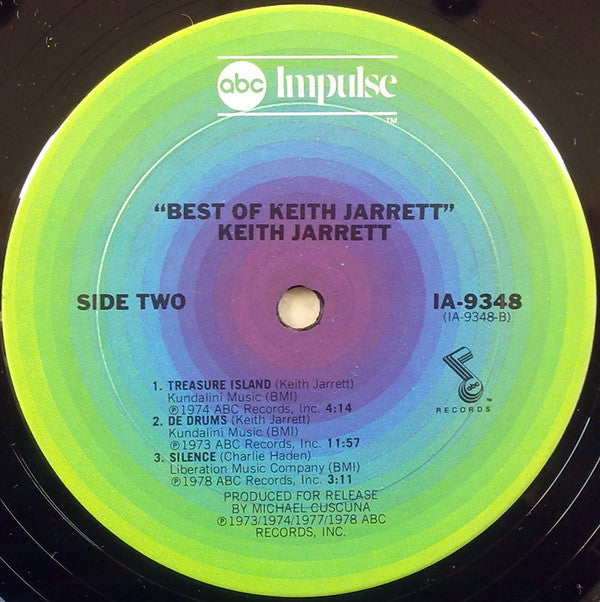 abc Impulse
TM
"BEST OF KEITH JARRETT"
KEITH JARRETT
SIDE TWO
IA-9348
(IA-9348-B)
1. TREASURE ISLAND (Keith Jarrett)
Kundalini Music (BMI)
℗1974 ABC Records, Inc. 4:14
2. DE DRUMS (Keith Jarrett)
Kundalini Music (BMI)
℗1973 ABC Records, Inc. 11:57
3. SILENCE (Charlie Haden)
Liberation Music Company (BMI)
℗1978 ABC Records, Inc. 3:11
abc
TM
RECORDS
PRODUCED FOR RELEASE
BY MICHAEL CUSCUNA
℗1973/1974/1977/1978 ABC
RECORDS, INC.